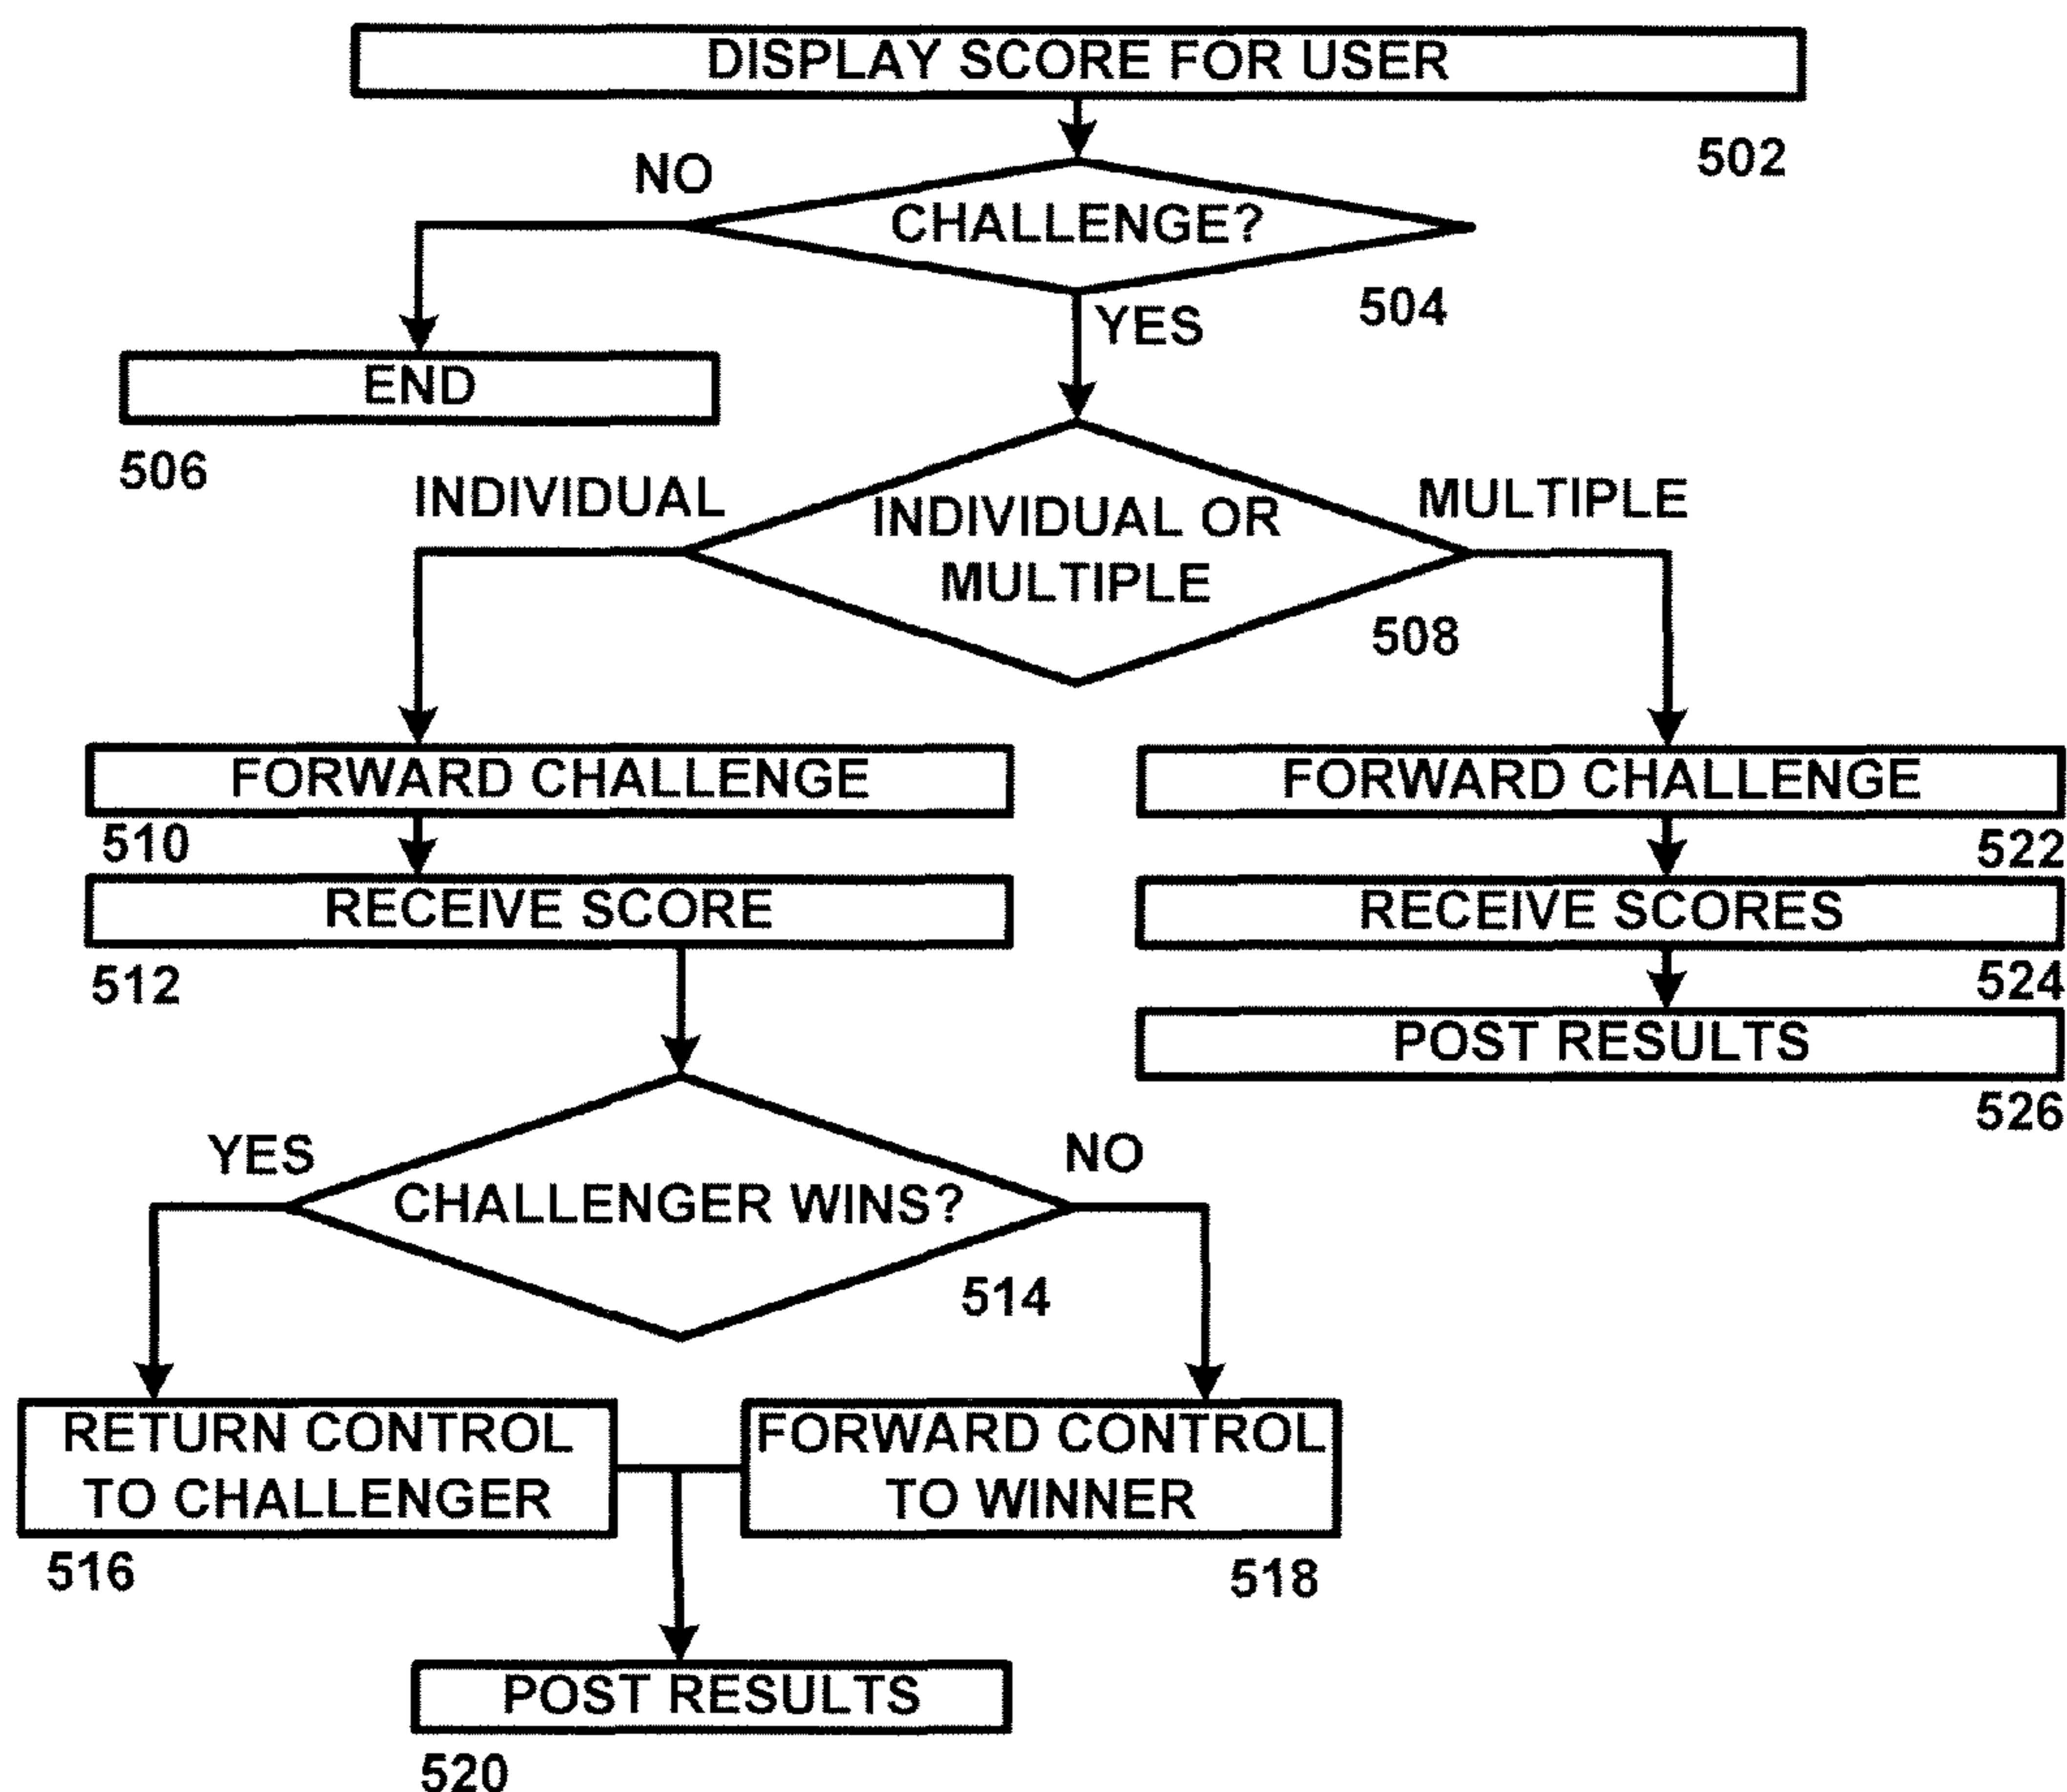 DISPLAY SCORE FOR USER
502
NO
CHALLENGE?
504
YES
END
506
INDIVIDUAL
INDIVIDUAL OR
MULTIPLE
MULTIPLE
508
FORWARD CHALLENGE
510
RECEIVE SCORE
512
FORWARD CHALLENGE
522
RECEIVE SCORES
524
POST RESULTS
526
YES
CHALLENGER WINS?
NO
514
RETURN CONTROL
TO CHALLENGER
516
FORWARD CONTROL
TO WINNER
518
POST RESULTS
520